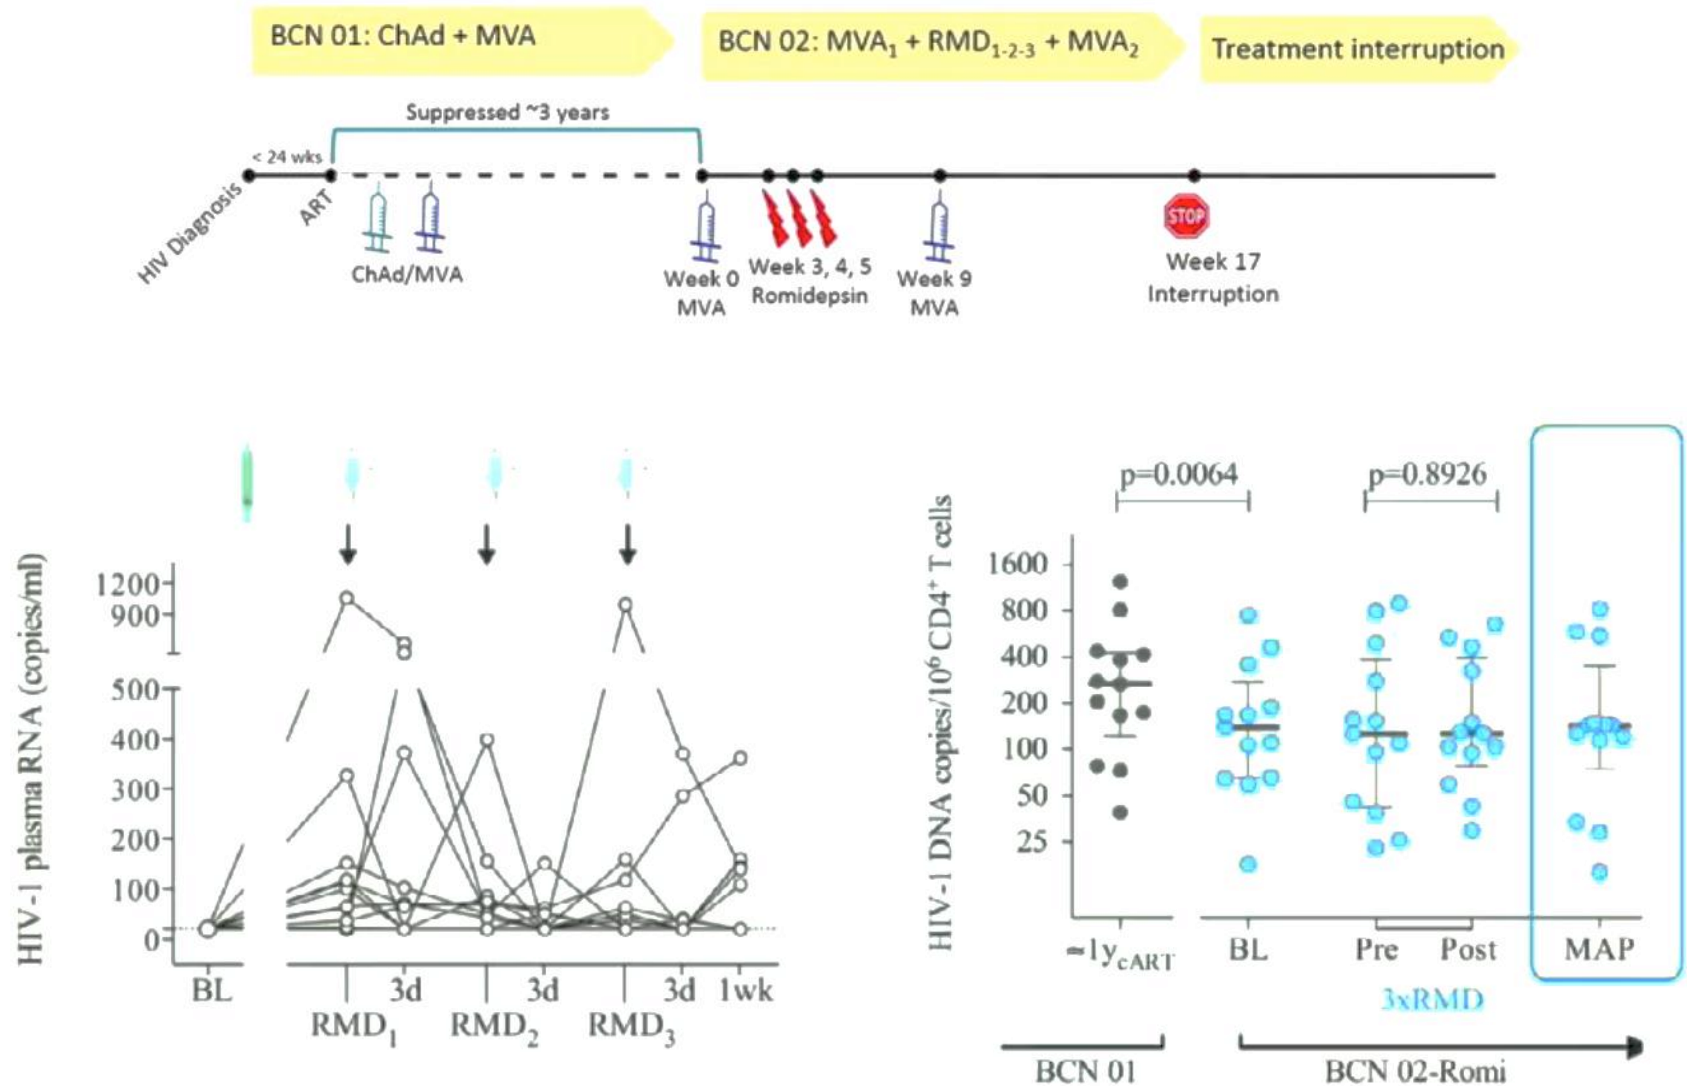 BCN 01: ChAd + MVA
BCN 02: MVA₁ + RMD₁₋₂₋₃ + MVA₂
Treatment interruption
Suppressed ~3 years
< 24 wks
HIV Diagnosis
ART
ChAd/MVA
Week 0
MVA
Week 3, 4, 5
Romidepsin
Week 9
MVA
STOP
Week 17
Interruption
HIV-1 plasma RNA (copies/ml)
1200
900
500
400
300
200
100
0
BL
3d
3d
3d
1wk
RMD₁
RMD₂
RMD₃
p=0.0064
p=0.8926
HIV-1 DNA copies/10⁶ CD4⁺ T cells
1600
800
400
200
100
50
25
≃1y_cART
BL
Pre
Post
MAP
3xRMD
BCN 01
BCN 02-Romi